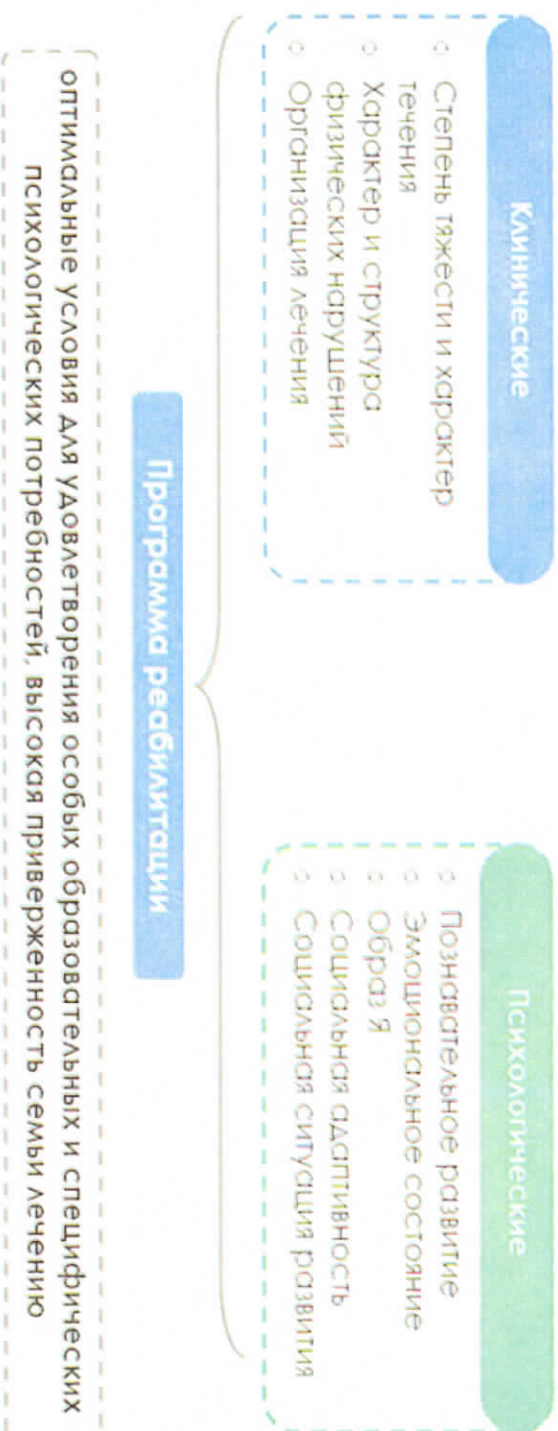 Клинические
Степень тяжести и характер
течения
Характер и структура
физических нарушений
Организация лечения
Психологические
Познавательное развитие
Эмоциональное состояние
Образ Я
Социальная адаптивность
Социальная ситуация развития
Программа реабилитации
оптимальные условия для удовлетворения особых образовательных и специфических
психологических потребностей, высокая приверженность семьи лечению